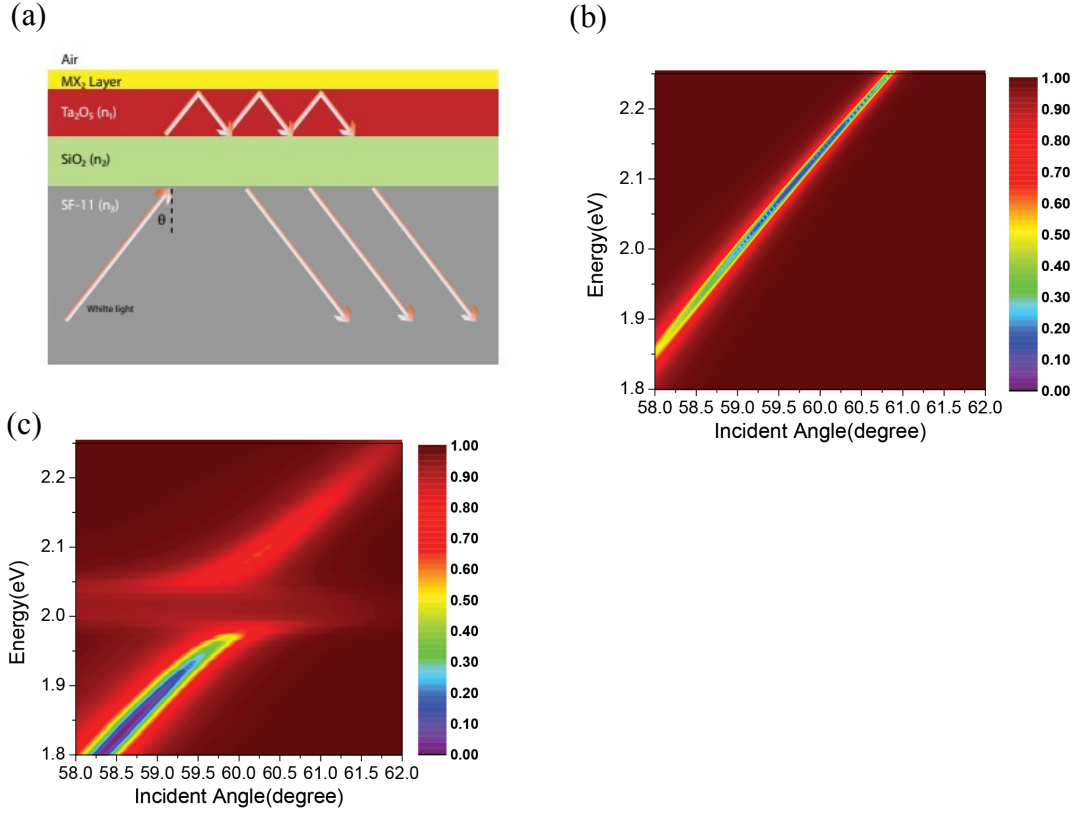 (a)
Air
MX₂ Layer
Ta₂O₅ (n₁)
SiO₂ (n₂)
SF-11 (n₃)
θ
Whilte light
(b)
Energy(eV)
2.2
2.1
2.0
1.9
1.8
58.0 58.5 59.0 59.5 60.0 60.5 61.0 61.5 62.0
Incident Angle(degree)
1.00
0.90
0.80
0.70
0.60
0.50
0.40
0.30
0.20
0.10
0.00
(c)
Energy(eV)
2.2
2.1
2.0
1.9
1.8
58.0 58.5 59.0 59.5 60.0 60.5 61.0 61.5 62.0
Incident Angle(degree)
1.00
0.90
0.80
0.70
0.60
0.50
0.40
0.30
0.20
0.10
0.00